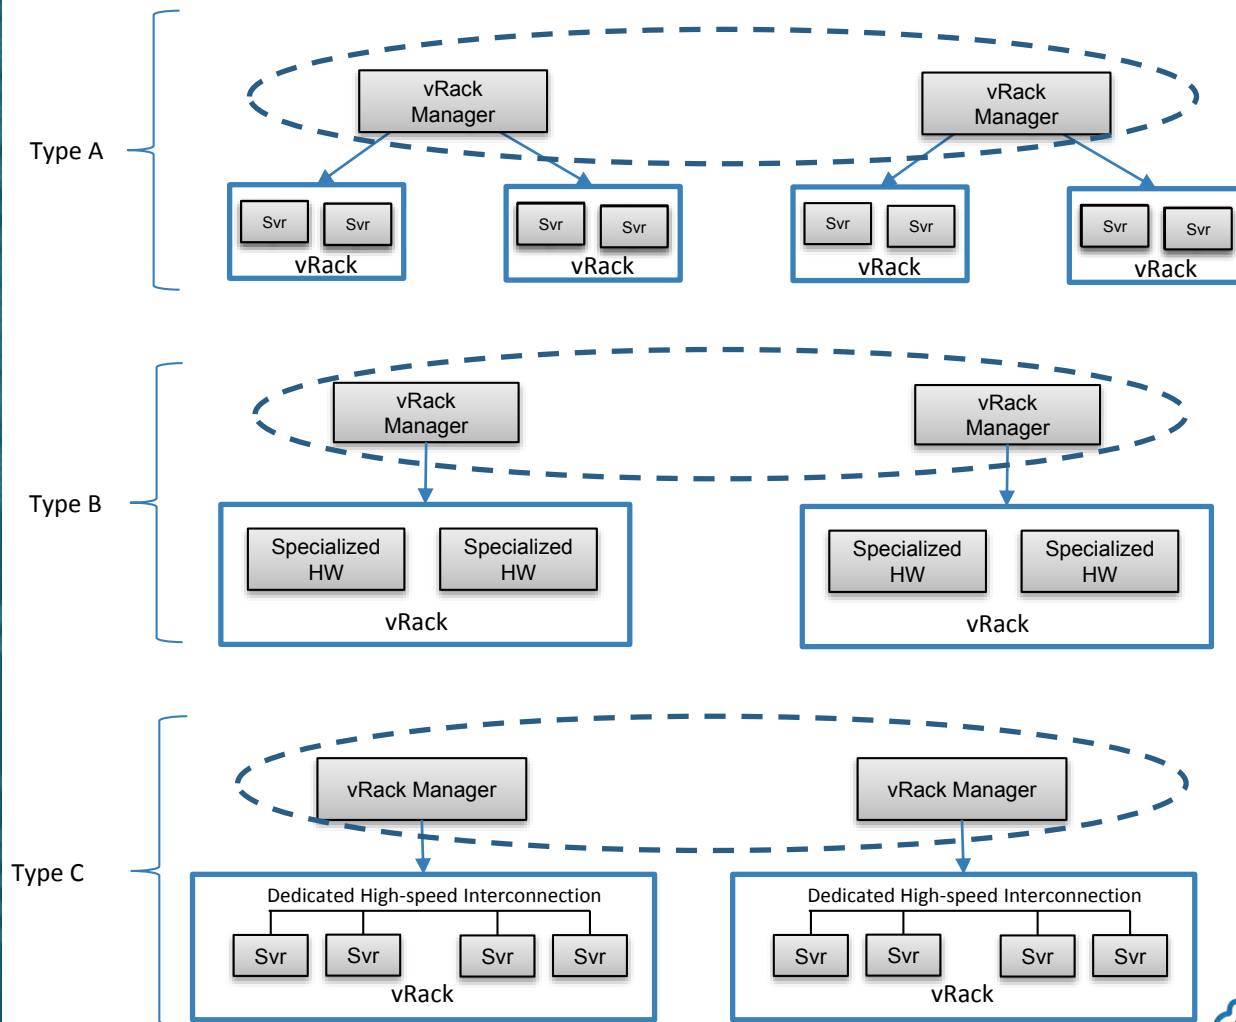 Type A
vRack
Manager
vRack
Manager
Svr
Svr
vRack
Svr
Svr
vRack
Svr
Svr
vRack
Svr
Svr
vRack
Type B
vRack
Manager
vRack
Manager
Specialized
HW
Specialized
HW
vRack
Specialized
HW
Specialized
HW
vRack
Type C
vRack Manager
vRack Manager
Dedicated High-speed Interconnection
Svr
Svr
Svr
Svr
vRack
Dedicated High-speed Interconnection
Svr
Svr
Svr
Svr
vRack